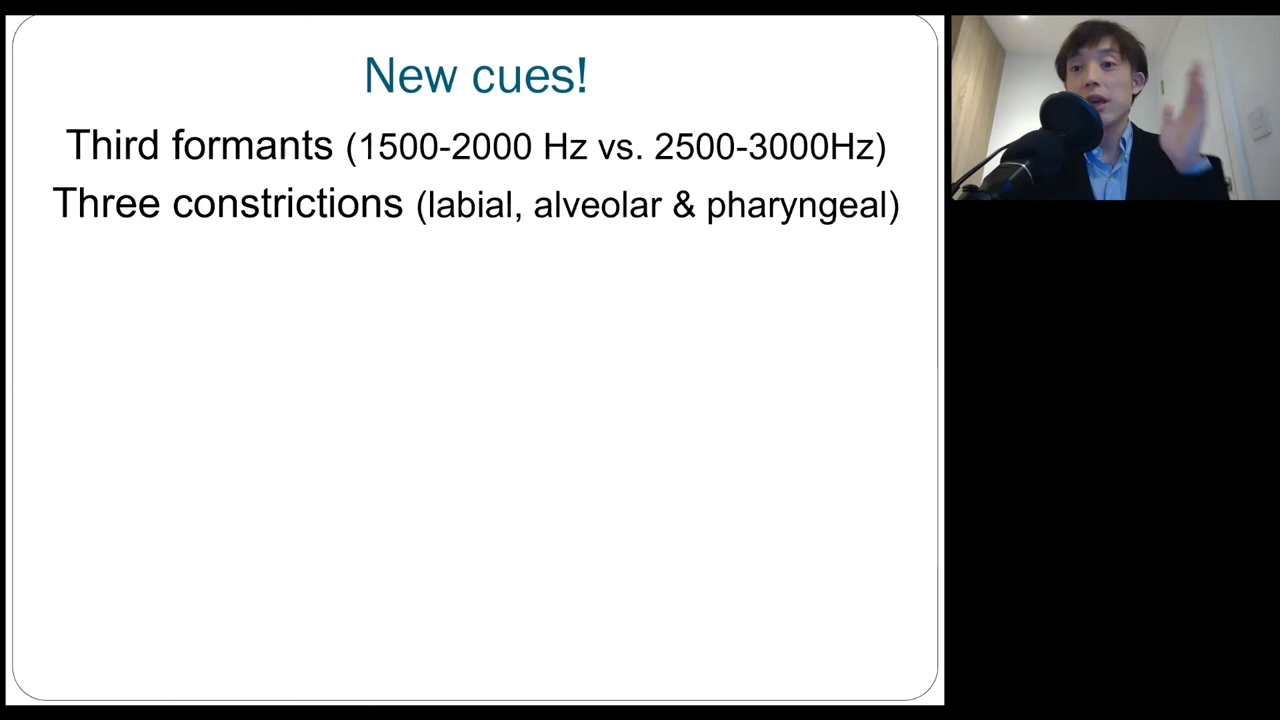 New cues!
Third formants (1500-2000 Hz vs. 2500-3000Hz)
Three constrictions (labial, alveolar & pharyngeal)